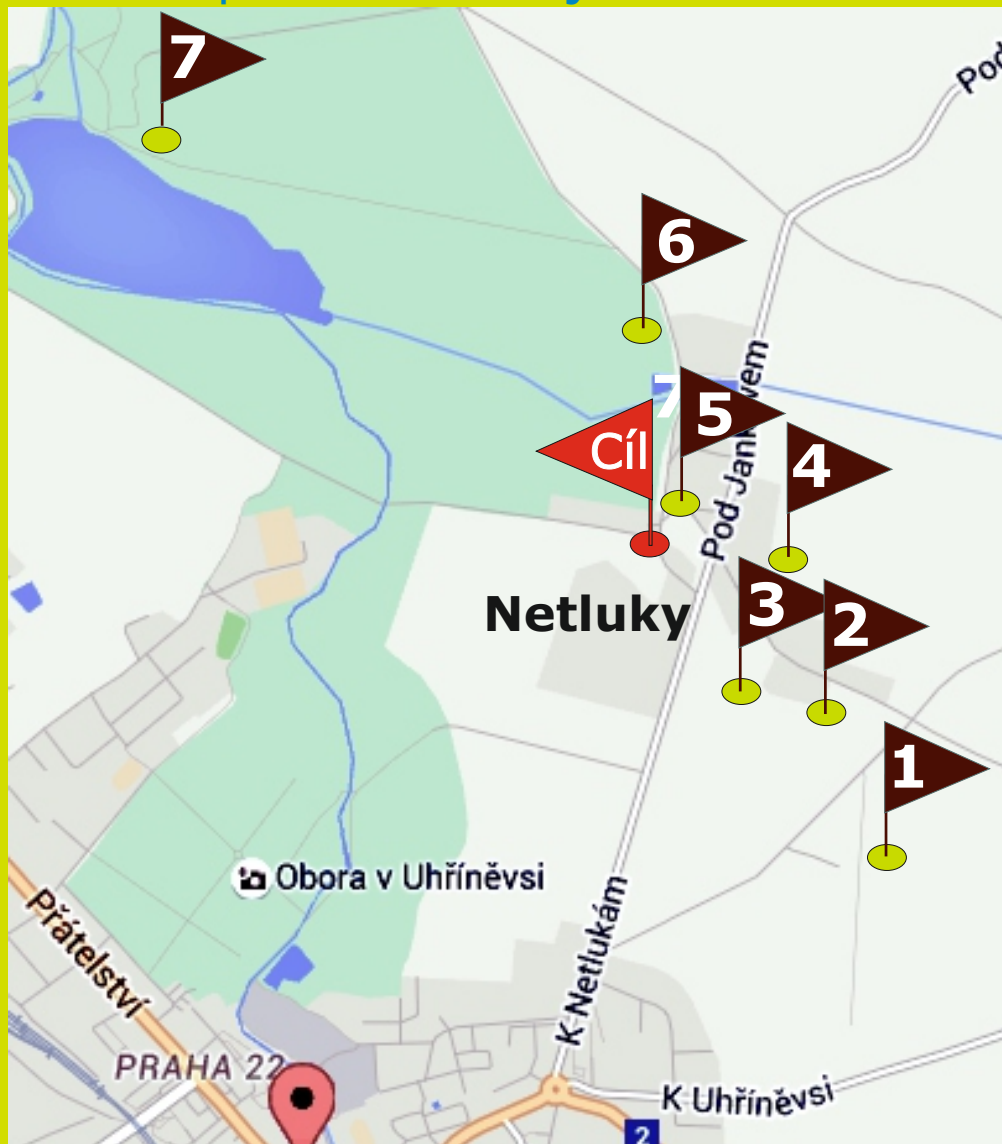 7
Pod
6
7
5
Cíl
4
Pod Jankovem
3
2
Netluky
1
Obora v Uhříněvsi
Přátelství
K Netlukám
PRAHA 22
K Uhříněvsi
2